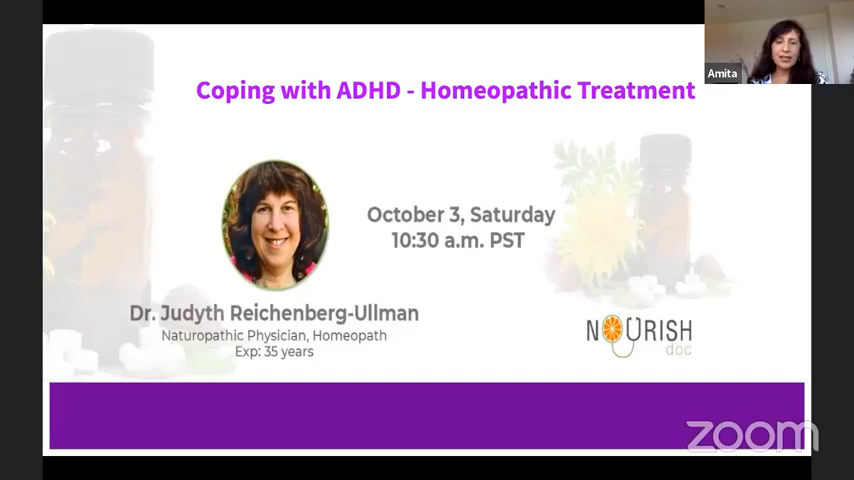 Amita
Coping with ADHD - Homeopathic Treatment
October 3, Saturday
10:30 a.m. PST
Dr. Judyth Reichenberg-Ullman
Naturopathic Physician, Homeopath
Exp: 35 years
NOURISH
doc
zoom